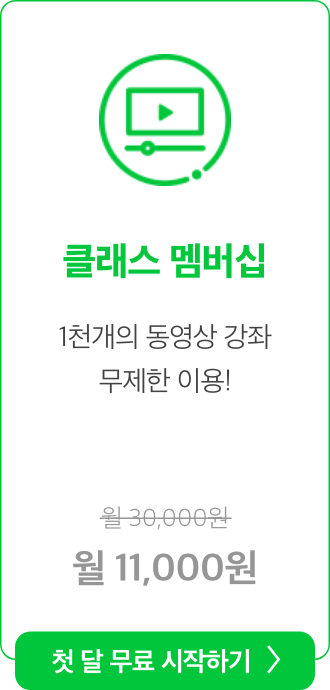 클래스 멤버십
1천개의 동영상 강좌
무제한 이용!
월 30,000원
월 11,000원
첫 달 무료 시작하기 >